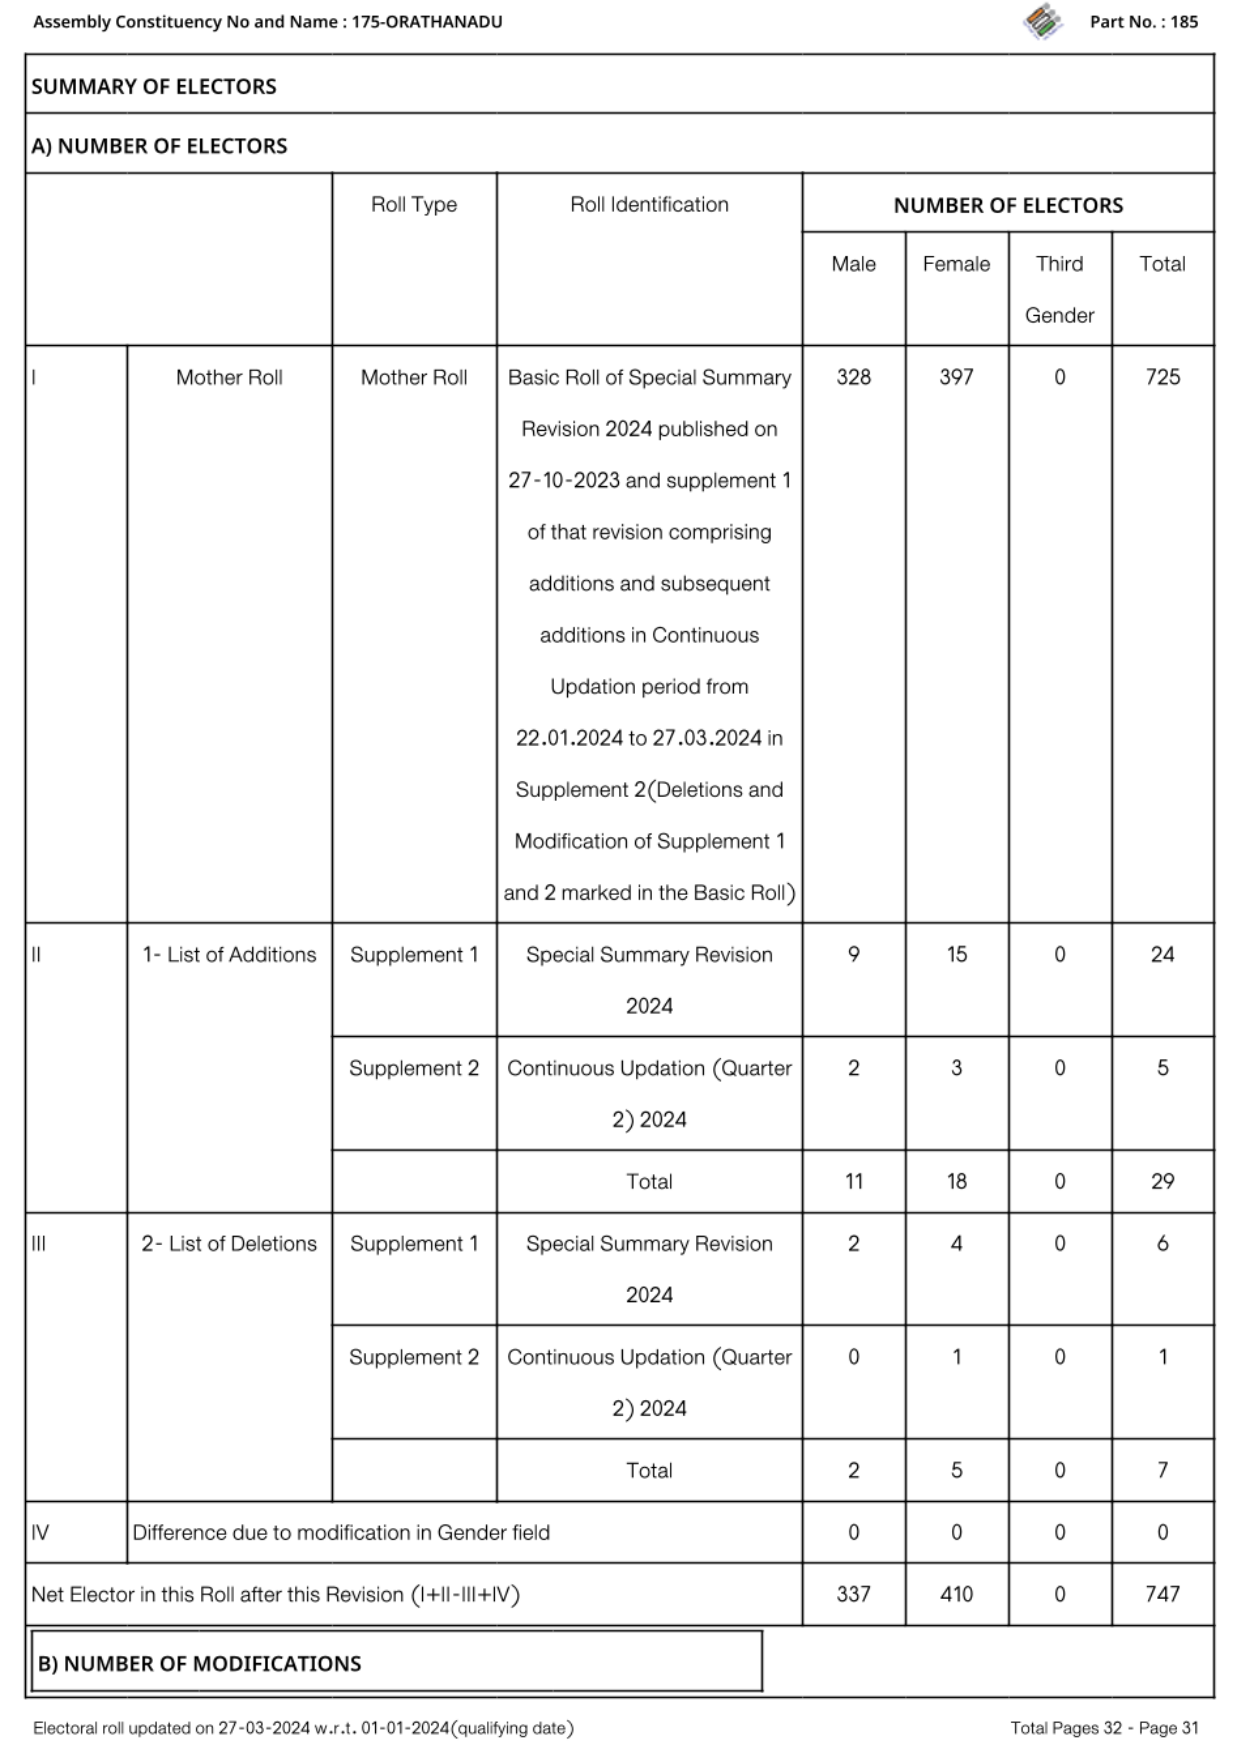 Assembly Constituency No and Name : 175-ORATHANADU
Part No. : 185
SUMMARY OF ELECTORS
A) NUMBER OF ELECTORS
Roll Type
Roll Identification
NUMBER OF ELECTORS
Male
Female
Third
Gender
Total
I
Mother Roll
Mother Roll
Basic Roll of Special Summary
Revision 2024 published on
27-10-2023 and supplement 1
of that revision comprising
additions and subsequent
additions in Continuous
Updation period from
22.01.2024 to 27.03.2024 in
Supplement 2(Deletions and
Modification of Supplement 1
and 2 marked in the Basic Roll)
328
397
0
725
II
1- List of Additions
Supplement 1
Special Summary Revision
2024
9
15
0
24
Supplement 2
Continuous Updation (Quarter
2) 2024
2
3
0
5
Total
11
18
0
29
III
2- List of Deletions
Supplement 1
Special Summary Revision
2024
2
4
0
6
Supplement 2
Continuous Updation (Quarter
2) 2024
0
1
0
1
Total
2
5
0
7
IV
Difference due to modification in Gender field
0
0
0
0
Net Elector in this Roll after this Revision (I+II-III+IV)
337
410
0
747
B) NUMBER OF MODIFICATIONS
Electoral roll updated on 27-03-2024 w.r.t. 01-01-2024(qualifying date)
Total Pages 32 - Page 31